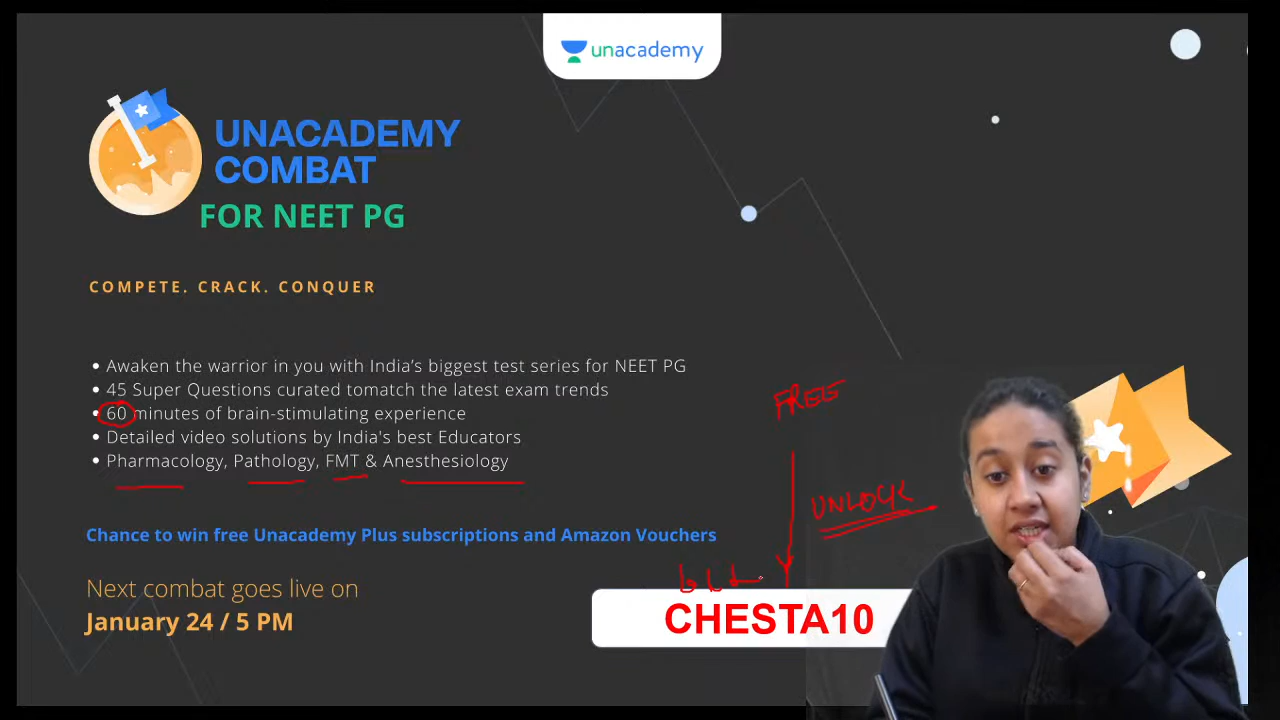 unacademy
UNACADEMY
COMBAT
FOR NEET PG
COMPETE. CRACK. CONQUER
• Awaken the warrior in you with India's biggest test series for NEET PG
• 45 Super Questions curated tomatch the latest exam trends
• 60 minutes of brain-stimulating experience
• Detailed video solutions by India's best Educators
• Pharmacology, Pathology, FMT & Anesthesiology
FREE
UNLOCK
Chance to win free Unacademy Plus subscriptions and Amazon Vouchers
Next combat goes live on
January 24 / 5 PM
CHESTA10